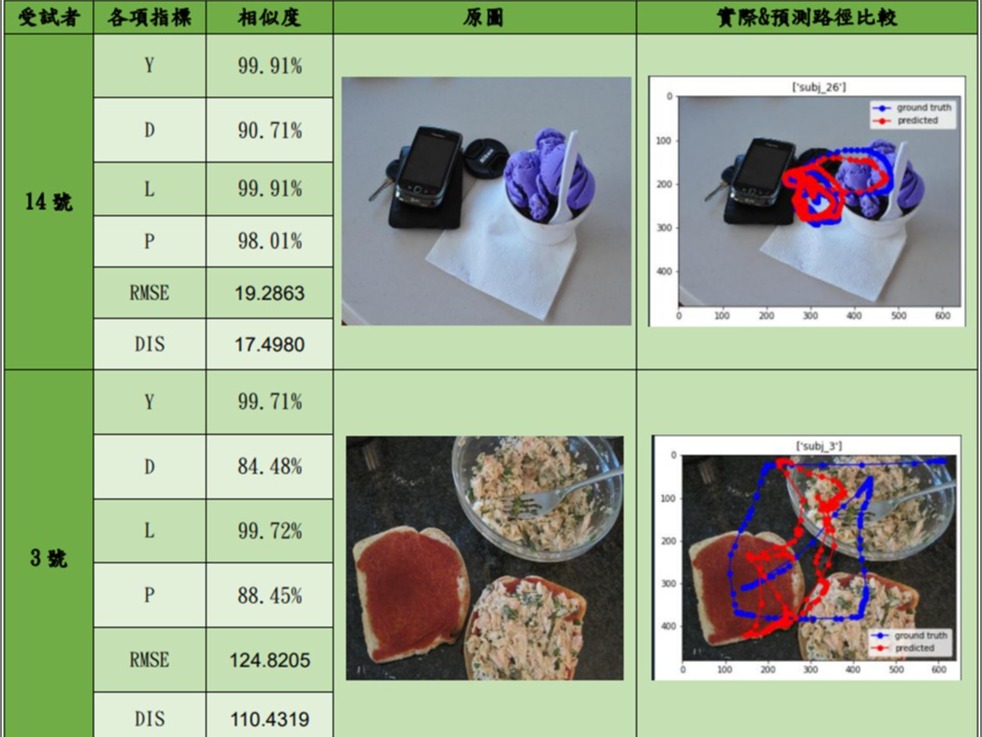 受試者 各項指標 相似度 原圖 實際&預測路徑比較
14號
Y 99.91%
D 90.71%
L 99.91%
P 98.01%
RMSE 19.2863
DIS 17.4980
NIKON
['subj_26']
ground truth
predicted
0
100
200
300
400
0 100 200 300 400 500 600
3號
Y 99.71%
D 84.48%
L 99.72%
P 88.45%
RMSE 124.8205
DIS 110.4319
['subj_3']
0
100
200
300
400
ground truth
predicted
0 100 200 300 400 500 600